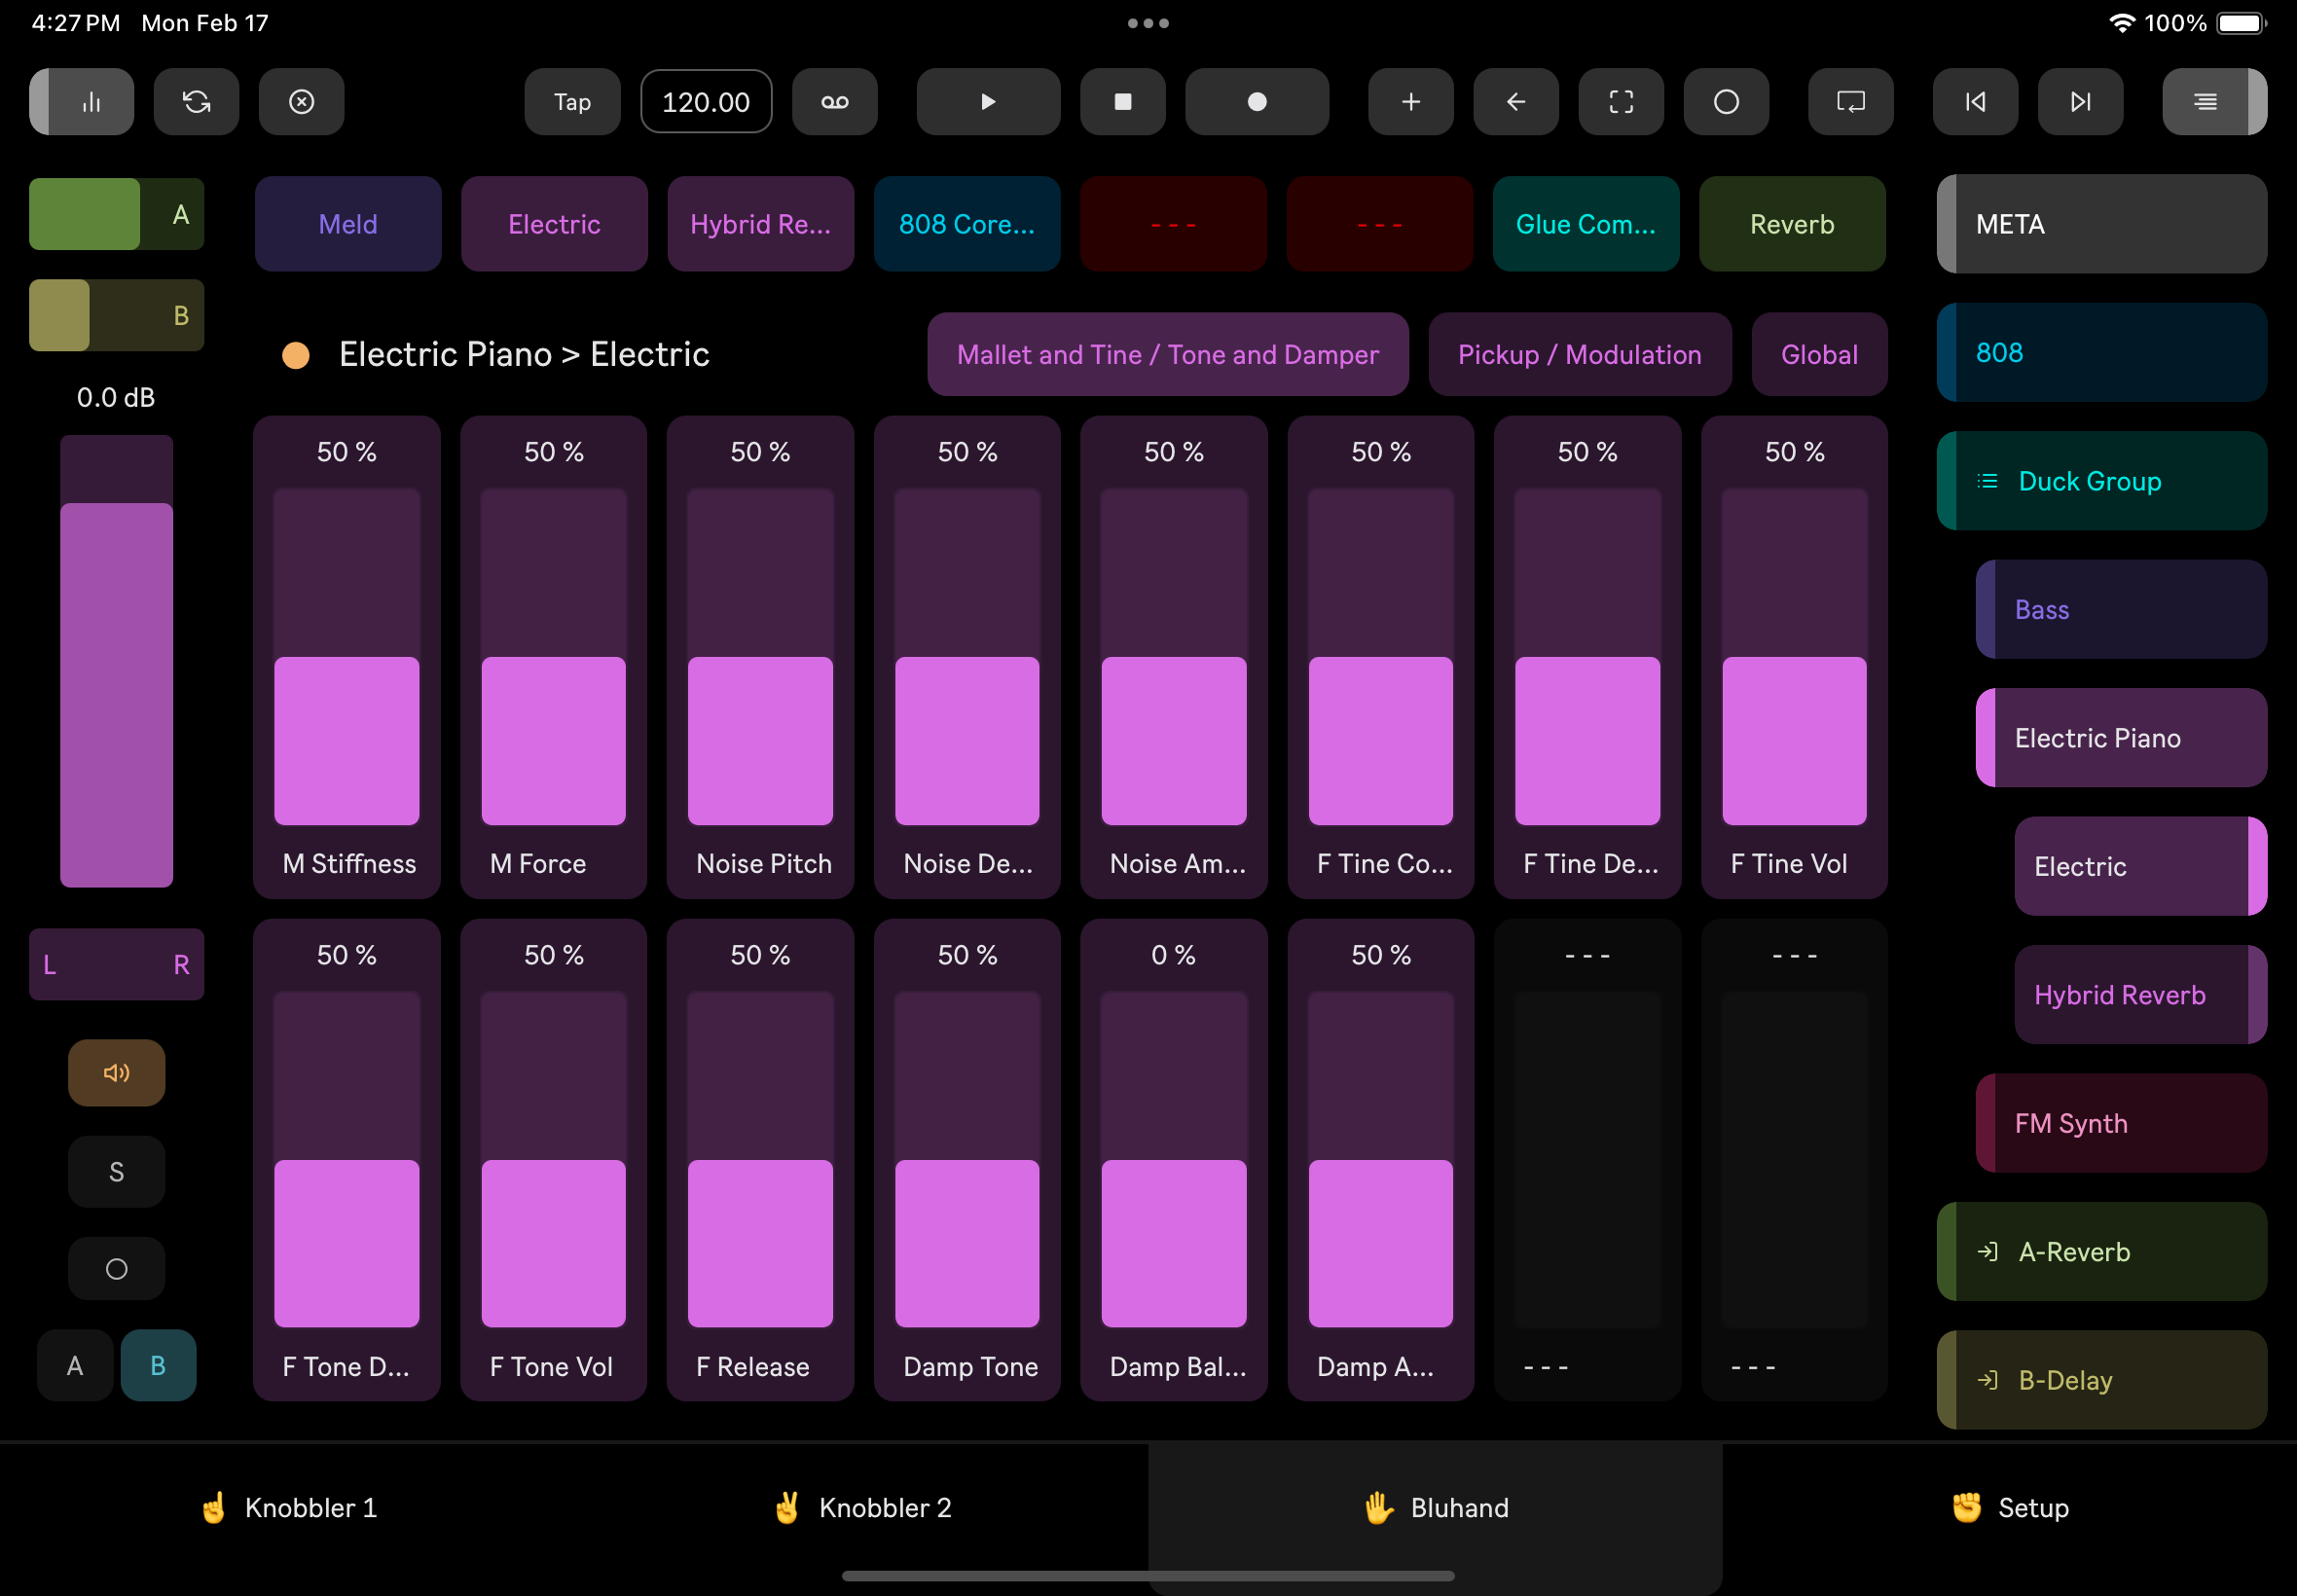 4:27 PM Mon Feb 17
100%
Tap
120.00
A
B
0.0 dB
L R
S
A B
Meld
Electric
Hybrid Re...
808 Core...
---
---
Glue Com...
Reverb
Electric Piano > Electric
Mallet and Tine / Tone and Damper
Pickup / Modulation
Global
50 % 50 % 50 % 50 % 50 % 50 % 50 % 50 %
M Stiffness
M Force
Noise Pitch
Noise De...
Noise Am...
F Tine Co...
F Tine De...
F Tine Vol
50 % 50 % 50 % 50 % 0 % 50 % --- ---
F Tone D...
F Tone Vol
F Release
Damp Tone
Damp Bal...
Damp A...
---
---
META
808
Duck Group
Bass
Electric Piano
Electric
Hybrid Reverb
FM Synth
A-Reverb
B-Delay
☝️ Knobbler 1
✌️ Knobbler 2
🖐️ Bluhand
✊ Setup